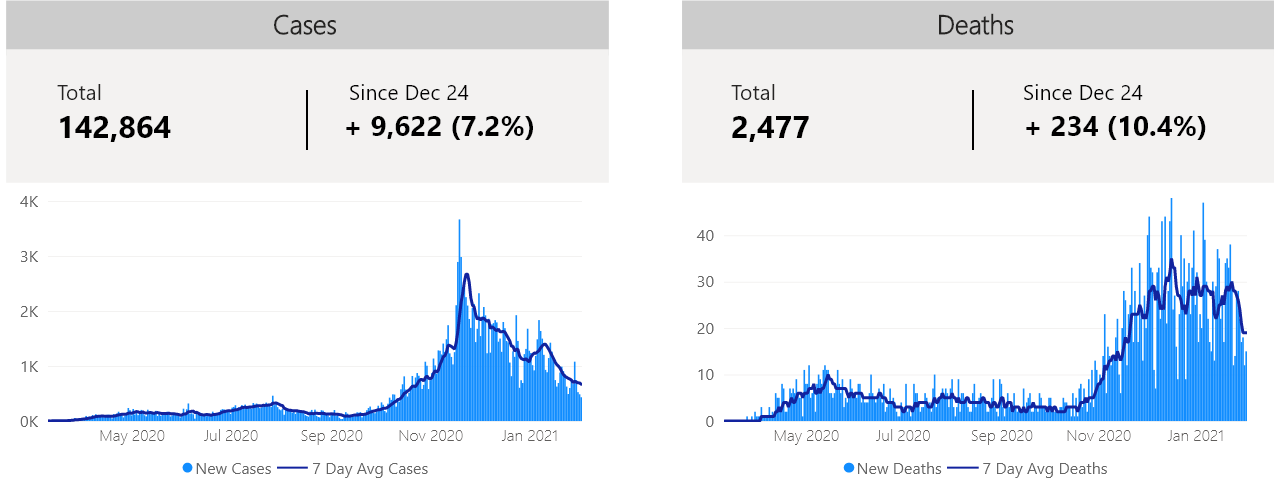 Cases
Total
142,864
Since Dec 24
+ 9,622 (7.2%)
4K
3K
2K
1K
0K
May 2020 Jul 2020 Sep 2020 Nov 2020 Jan 2021
New Cases 7 Day Avg Cases
Deaths
Total
2,477
Since Dec 24
+ 234 (10.4%)
40
30
20
10
0
May 2020 Jul 2020 Sep 2020 Nov 2020 Jan 2021
New Deaths 7 Day Avg Deaths